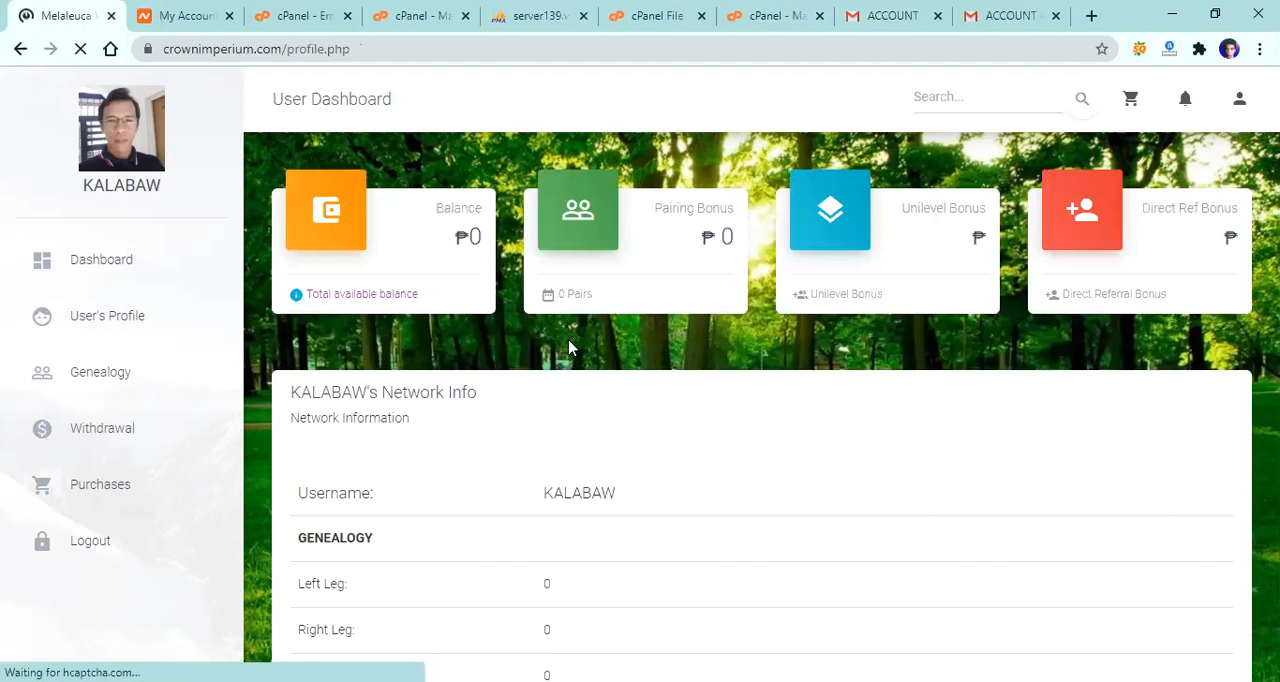 Melaleuca
My Accoun
cPanel - Em
cPanel - Ma
server139.v
cPanel File
cPanel - Ma
ACCOUNT
ACCOUNT -
crownimperium.com/profile.php
User Dashboard
Search...
KALABAW
Dashboard
User's Profile
Genealogy
Withdrawal
Purchases
Logout
Balance
₱0
Total available balance
Pairing Bonus
₱ 0
0 Pairs
Unilevel Bonus
₱
Unilevel Bonus
Direct Ref Bonus
₱
Direct Referral Bonus
KALABAW's Network Info
Network Information
Username: KALABAW
GENEALOGY
Left Leg: 0
Right Leg: 0
0
Waiting for hcaptcha.com...